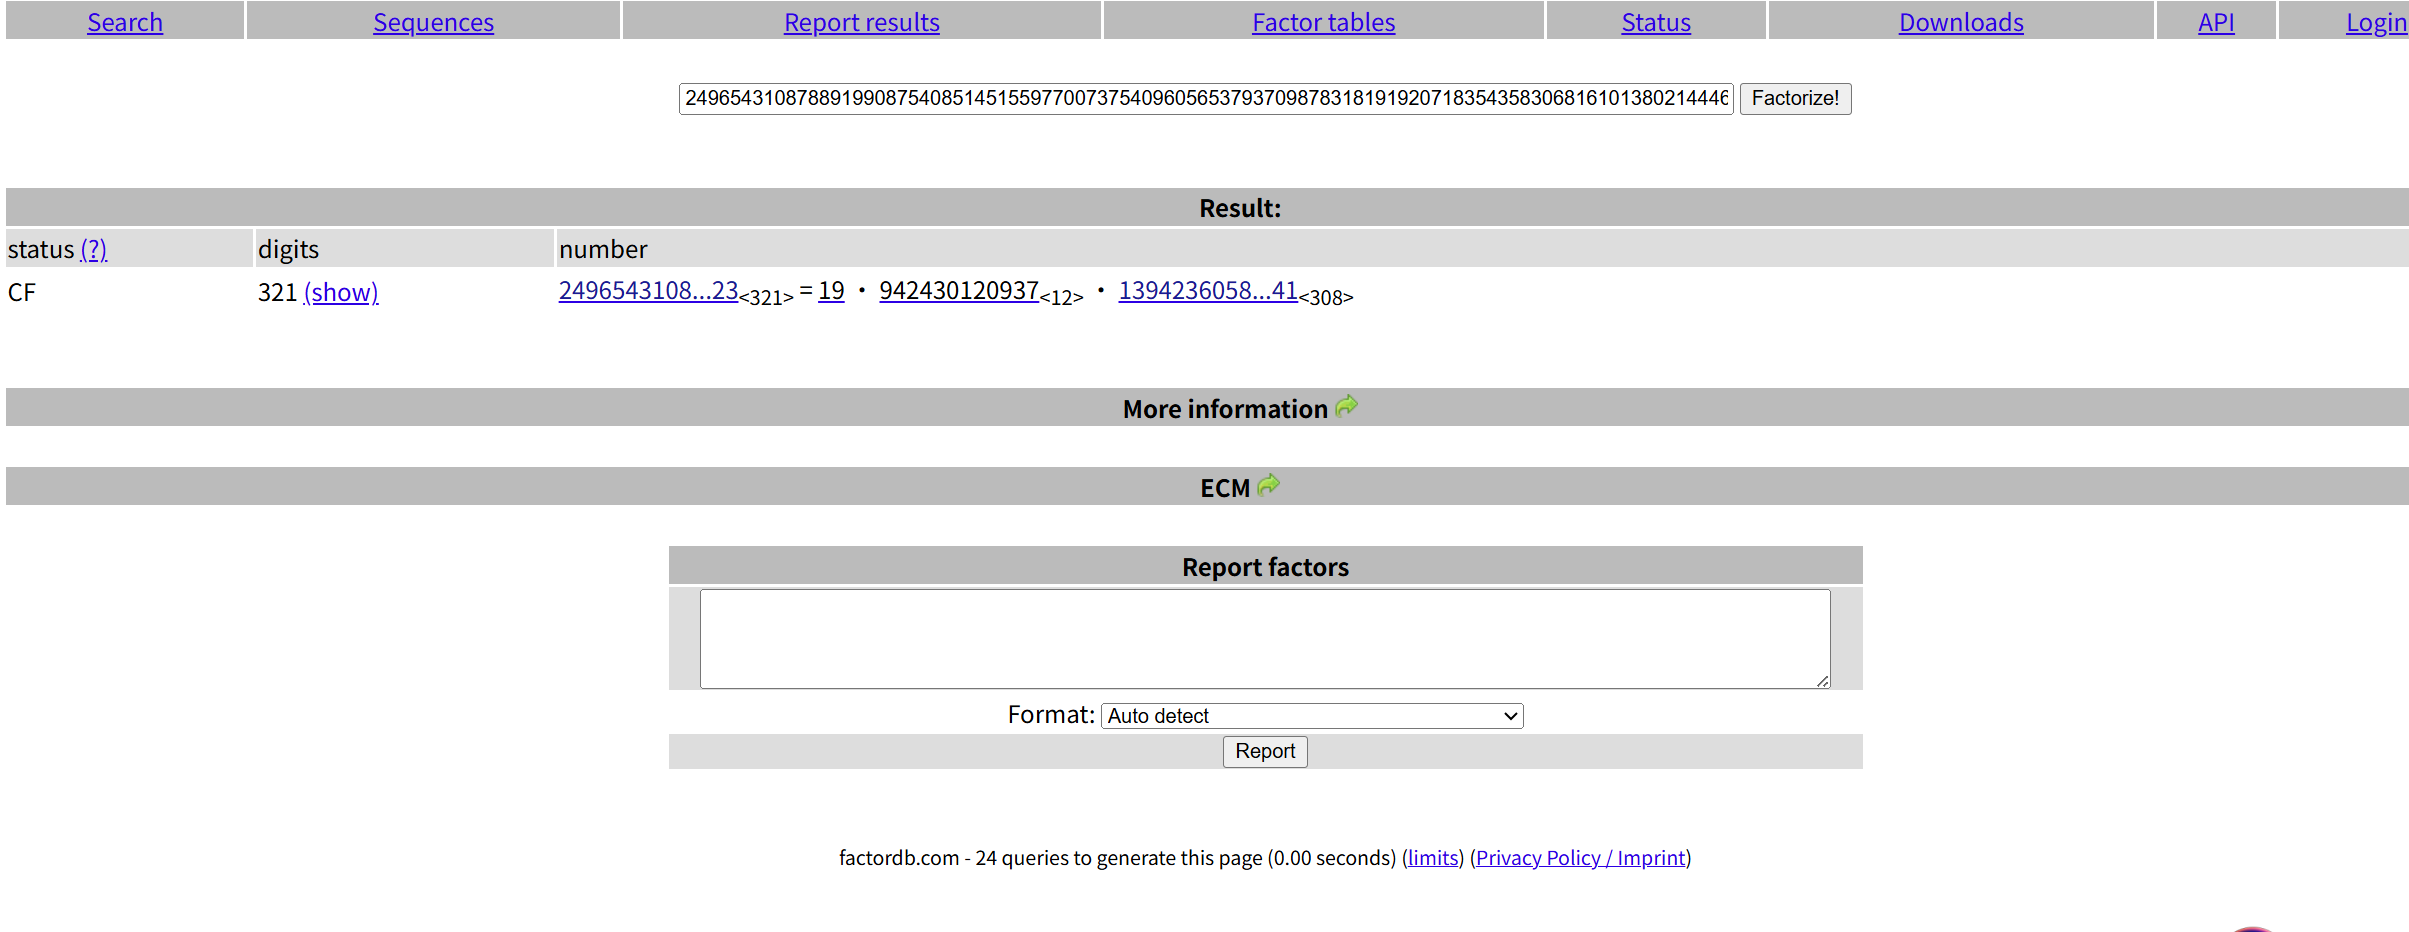 Search Sequences Report results Factor tables Status Downloads API Login
2496543108788919908754085145155977007375409605653793709878318191920718354358306816101380214446 Factorize!
Result:
status (?) digits number
CF 321 (show) 2496543108...23<321> = 19 · 942430120937<12> · 1394236058...41<308>
More information
ECM
Report factors
Format: Auto detect
Report
factordb.com - 24 queries to generate this page (0.00 seconds) (limits) (Privacy Policy / Imprint)